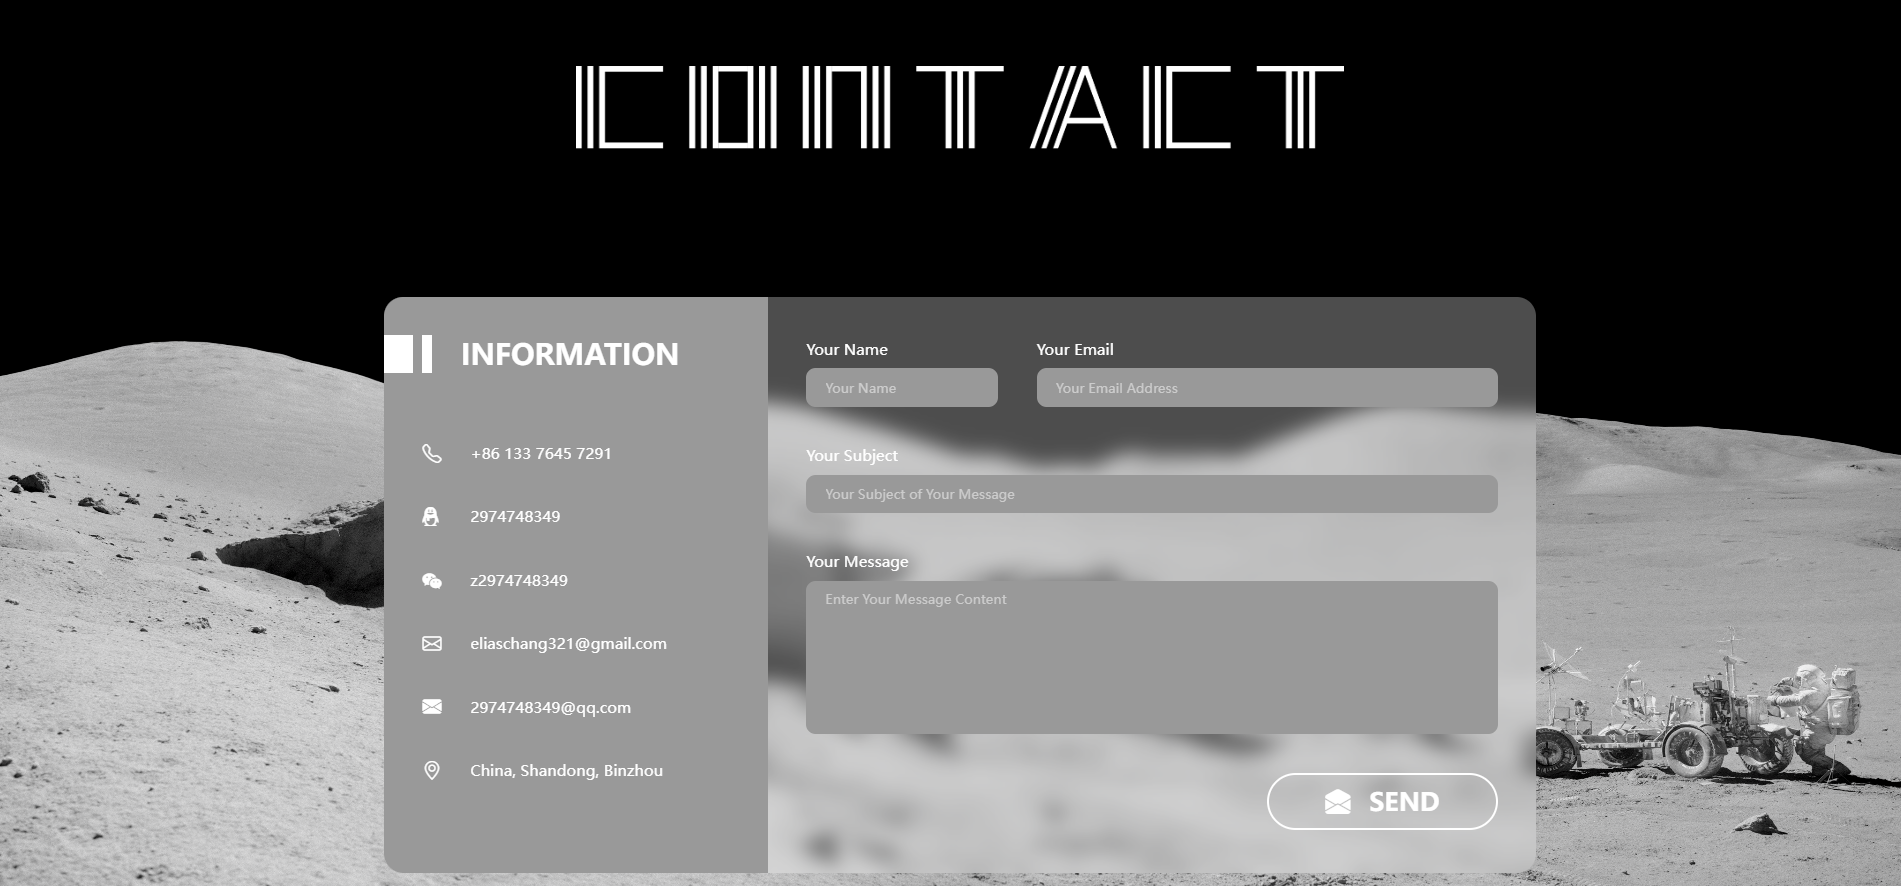 CONTACT
INFORMATION
+86 133 7645 7291
2974748349
z2974748349
eliaschang321@gmail.com
2974748349@qq.com
China, Shandong, Binzhou
Your Name
Your Name
Your Email
Your Email Address
Your Subject
Your Subject of Your Message
Your Message
Enter Your Message Content
SEND